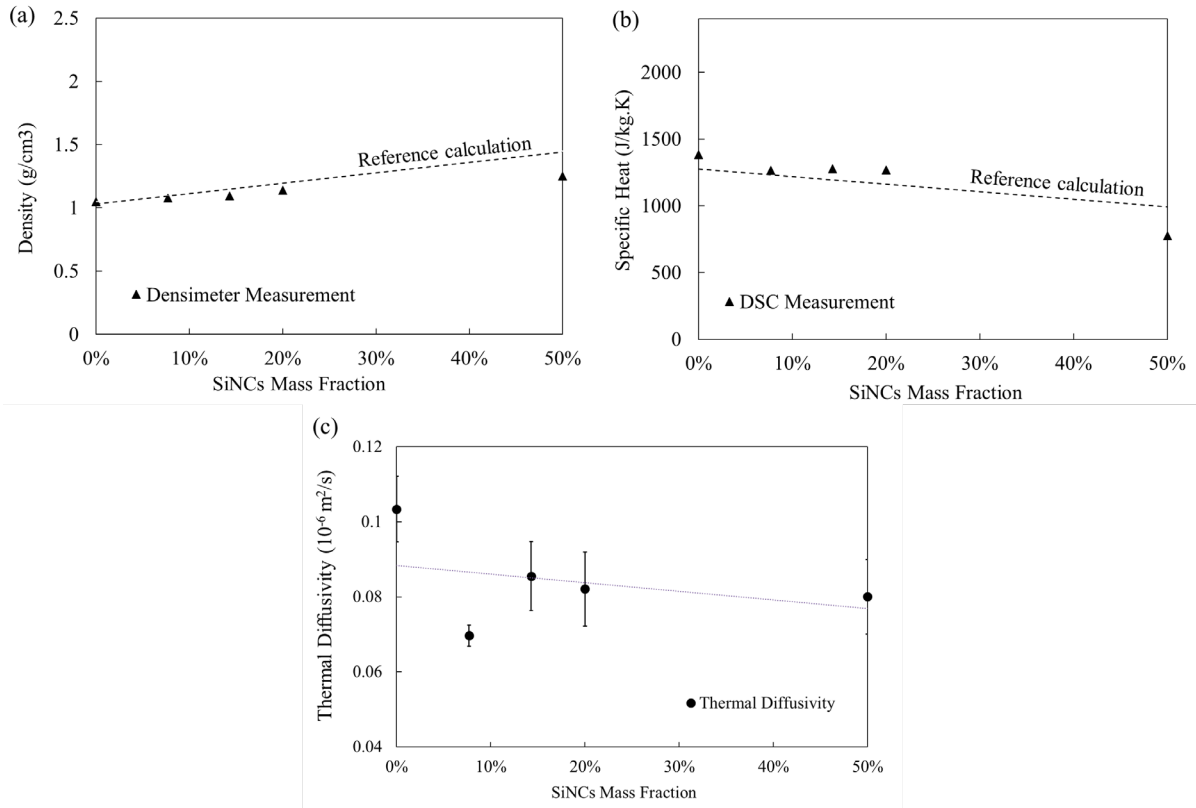 (a)
2.5
2
1.5
1
0.5
0
Density (g/cm3)
Reference calculation
Densimeter Measurement
0% 10% 20% 30% 40% 50%
SiNCs Mass Fraction
(b)
2000
1500
1000
500
0
Specific Heat (J/kg.K)
Reference calculation
DSC Measurement
0% 10% 20% 30% 40% 50%
SiNCs Mass Fraction
(c)
0.12
0.1
0.08
0.06
0.04
Thermal Diffusivity (10⁻⁶ m²/s)
Thermal Diffusivity
0% 10% 20% 30% 50%
SiNCs Mass Fraction